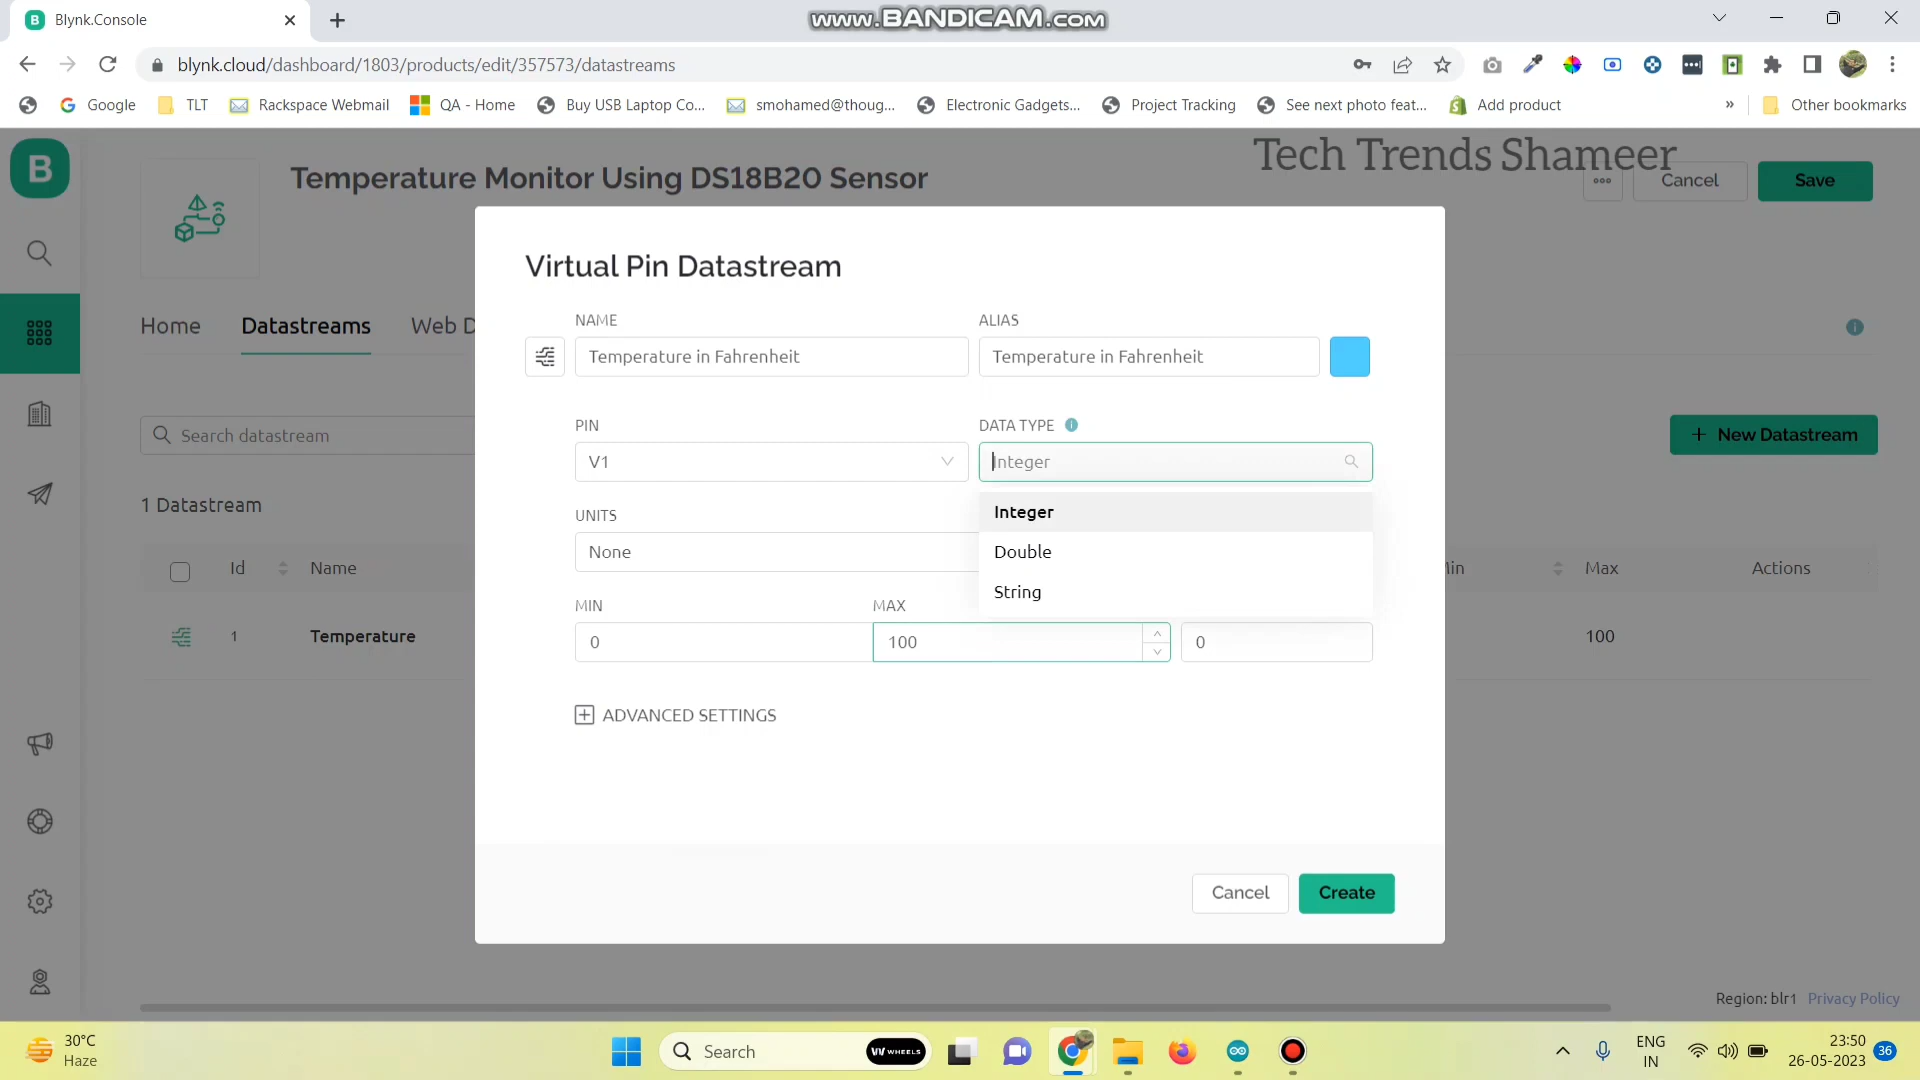 Blynk.Console
www.BANDICAM.com
blynk.cloud/dashboard/1803/products/edit/357573/datastreams
Google
TLT
Rackspace Webmail
QA - Home
Buy USB Laptop Co...
smohamed@thoug...
Electronic Gadgets...
Project Tracking
See next photo feat...
Add product
»
Other bookmarks
B
Temperature Monitor Using DS18B20 Sensor
Tech Trends Shameer
Cancel
Save
Home
Datastreams
Web D
Search datastream
+ New Datastream
1 Datastream
Id
Name
Min
Max
Actions
1
Temperature
100
Virtual Pin Datastream
NAME
ALIAS
Temperature in Fahrenheit
Temperature in Fahrenheit
PIN
DATA TYPE
V1
Integer
UNITS
Integer
None
Double
String
MIN
MAX
0
100
0
ADVANCED SETTINGS
Cancel
Create
Region: blr1 Privacy Policy
30°C
Haze
Search
WHEELS
ENG
IN
23:50
26-05-2023
36